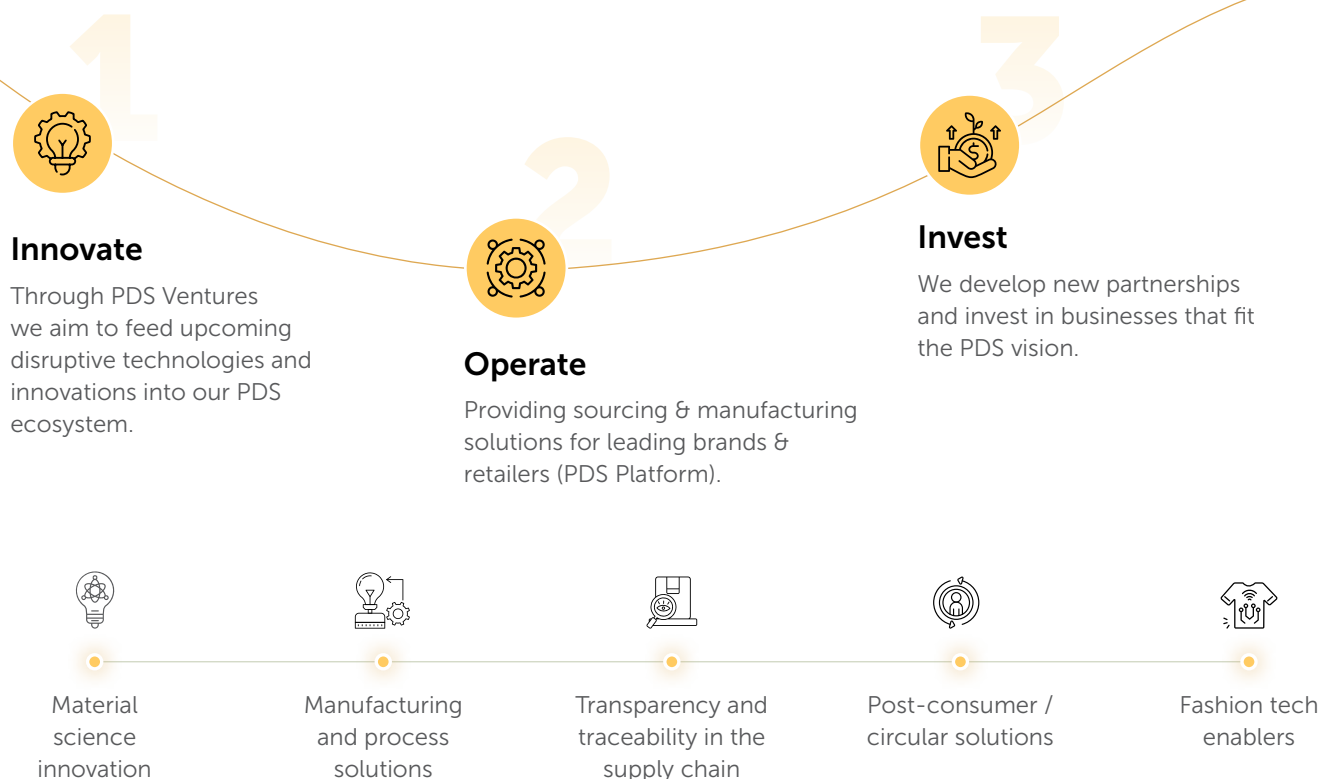 1
Innovate
Through PDS Ventures
we aim to feed upcoming
disruptive technologies and
innovations into our PDS
ecosystem.
2
Operate
Providing sourcing & manufacturing
solutions for leading brands &
retailers (PDS Platform).
3
Invest
We develop new partnerships
and invest in businesses that fit
the PDS vision.
Material
science
innovation
Manufacturing
and process
solutions
Transparency and
traceability in the
supply chain
Post-consumer /
circular solutions
Fashion tech
enablers